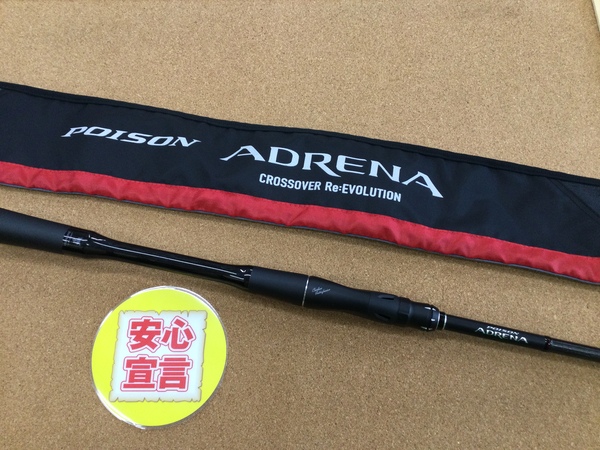 POISON ADRENA
CROSSOVER Re:EVOLUTION
POISON
ADRENA
安心
宣言